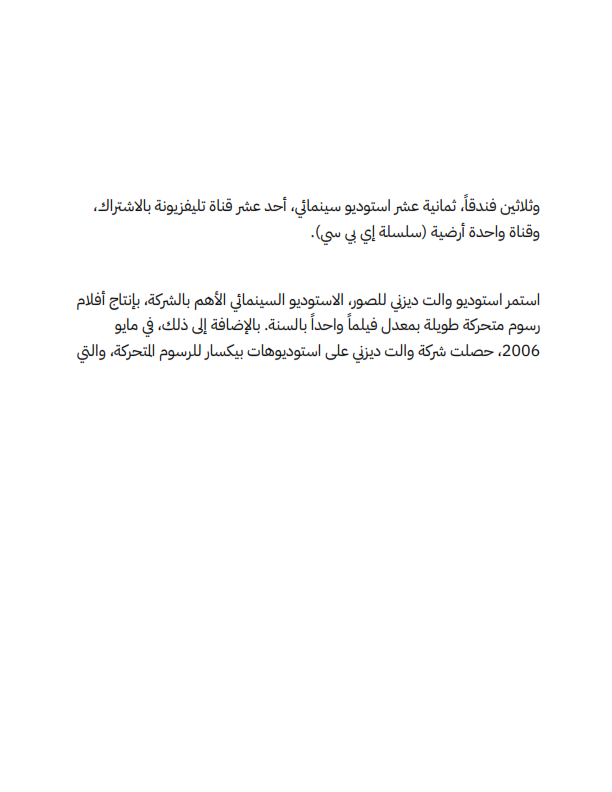 وثلاثين فندقاً، ثمانية عشر استوديو سينمائي، أحد عشر قناة تليفزيونة بالاشتراك،
وقناة واحدة أرضية (سلسلة إي بي سي).
استمر استوديو والت ديزني للصور، الاستوديو السينمائي الأهم بالشركة، بإنتاج أفلام
رسوم متحركة طويلة بمعدل فيلماً واحداً بالسنة. بالإضافة إلى ذلك، في مايو
2006، حصلت شركة والت ديزني على استوديوهات بيكسار للرسوم المتحركة، والتي